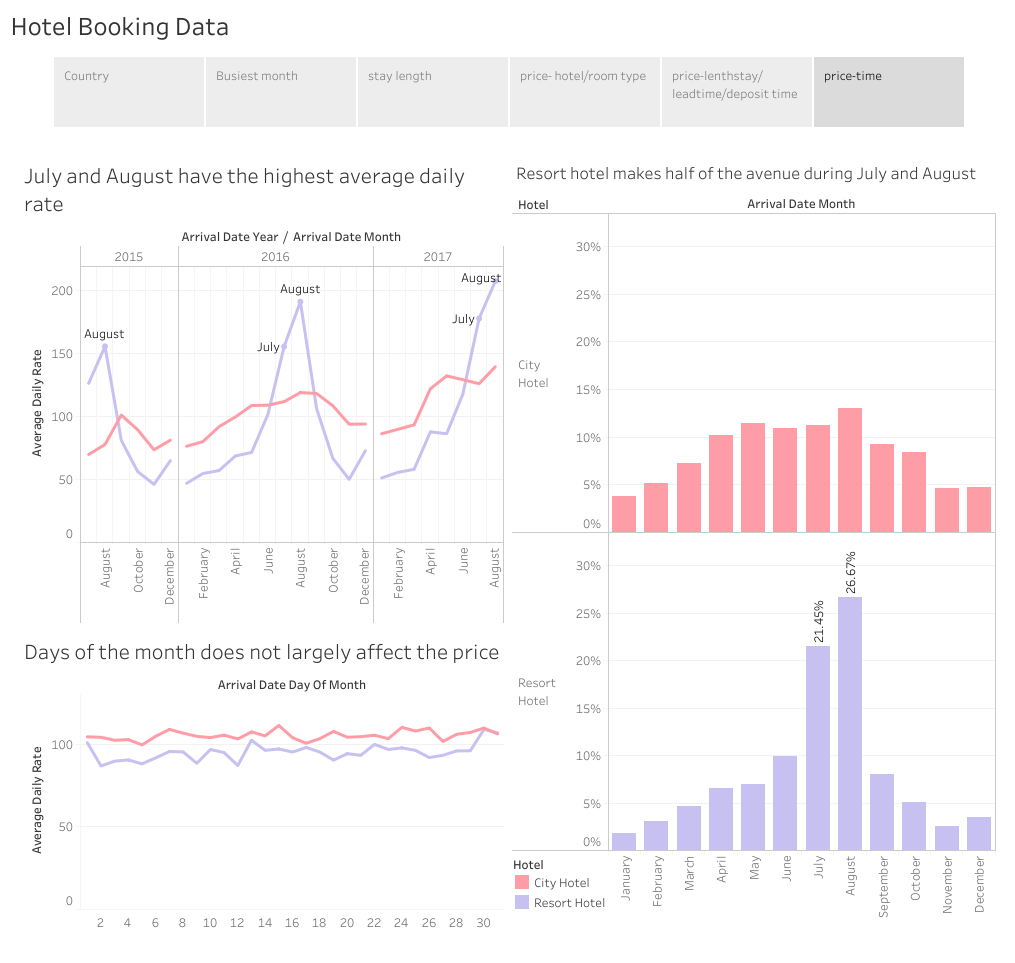 Hotel Booking Data
Country
Busiest month
stay length
price- hotel/room type
price-lenthstay/
leadtime/deposit time
price-time
July and August have the highest average daily
rate
Arrival Date Year / Arrival Date Month
2015
2016
2017
Average Daily Rate
200
150
100
50
0
August
July
August
July
August
August
October
December
February
April
June
August
October
December
February
April
June
August
Days of the month does not largely affect the price
Arrival Date Day Of Month
Average Daily Rate
100
50
0
2
4
6
8
10
12
14
16
18
20
22
24
26
28
30
Resort hotel makes half of the avenue during July and August
Hotel
Arrival Date Month
City
Hotel
30%
25%
20%
15%
10%
5%
0%
Resort
Hotel
30%
25%
20%
15%
10%
5%
0%
21.45%
26.67%
January
February
March
April
May
June
July
August
September
October
November
December
Hotel
City Hotel
Resort Hotel